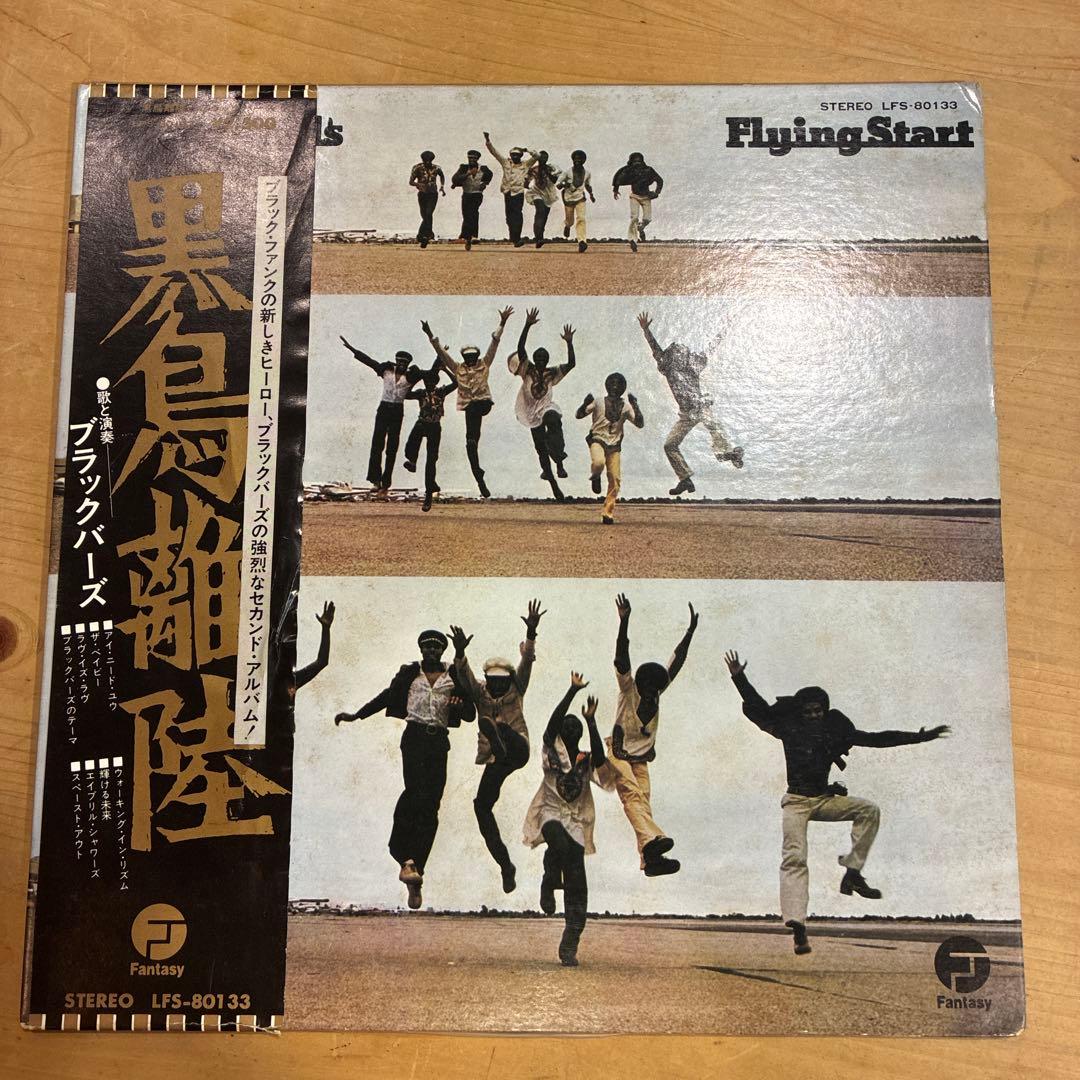 STEREO LFS-80133
ds
Flying Start
黒鳥離陸
ブラック・ファンクの新しきヒーロー、ブラックバーズの強烈なセカンド・アルバム!
●歌と演奏──ブラックバーズ
■アイ・ニード・ユウ
■ザ・ベイビー
■ラヴ・イズ・ラヴ
■ブラックバーズのテーマ
■ウォーキング・イン・リズム
■輝ける未来
■エイプリル・シャワーズ
■スペースト・アウト
Fantasy
STEREO LFS-80133
Fantasy